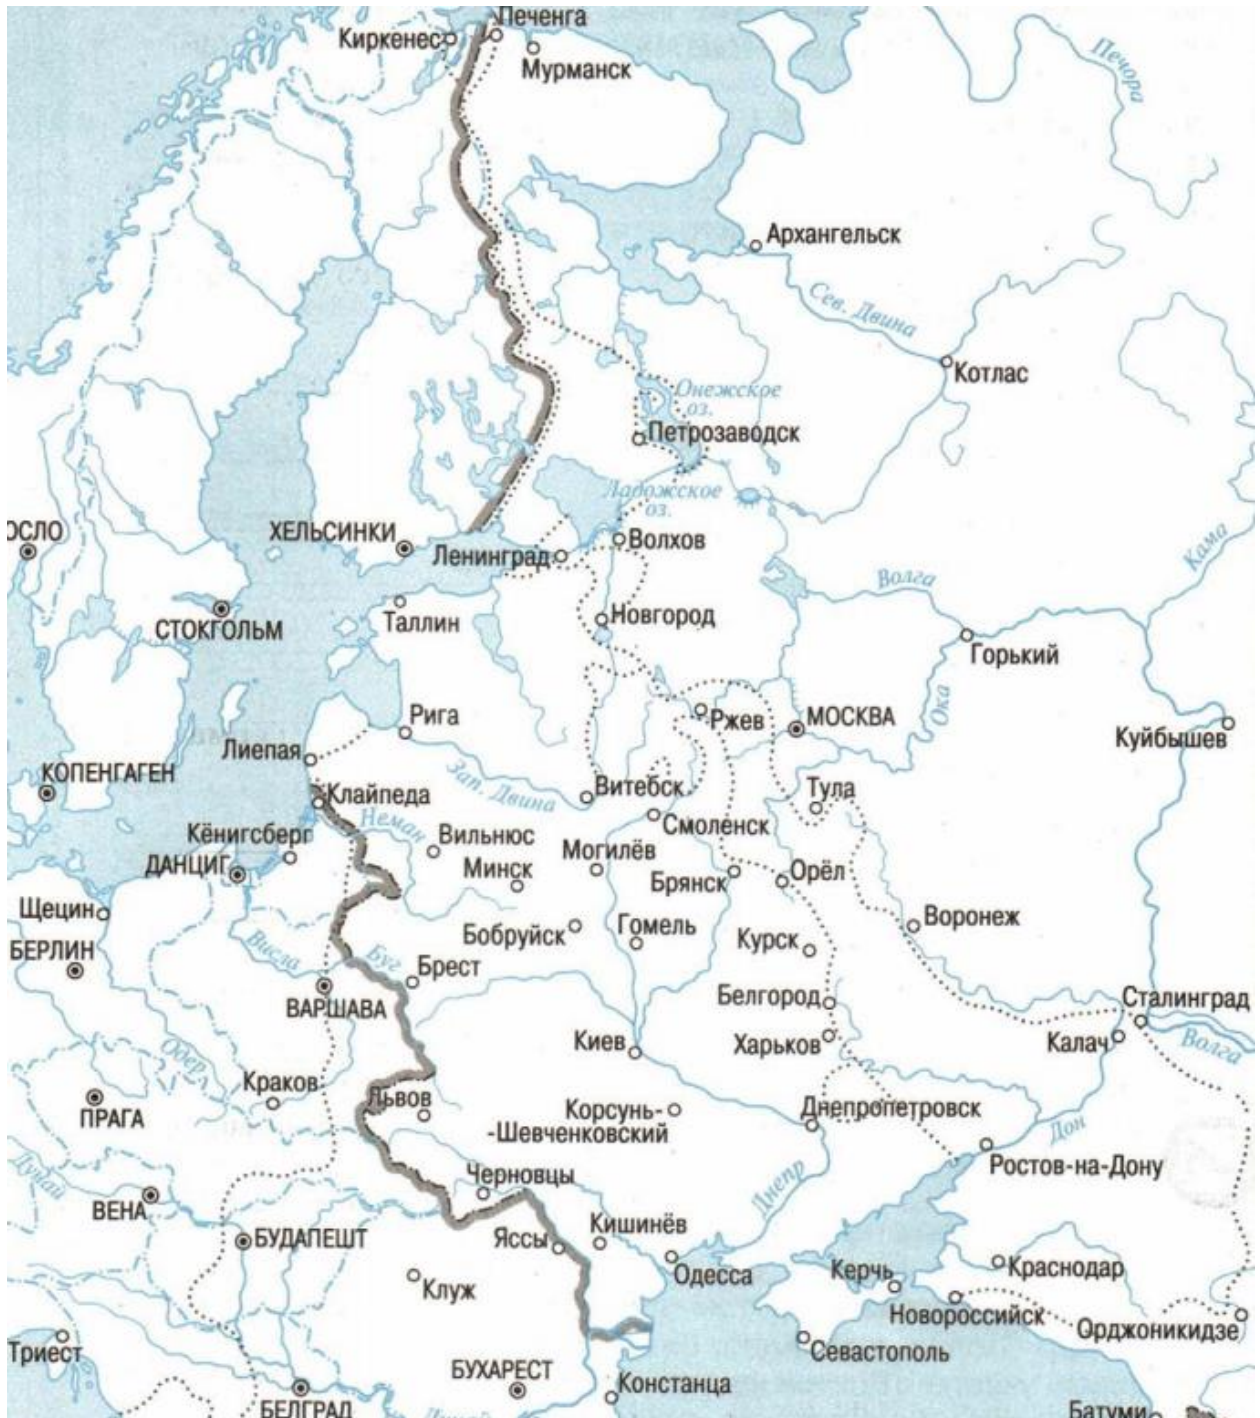 Печенга
Киркенес
Мурманск
Печора
Архангельск
Сев. Двина
Котлас
Онежское
оз.
Петрозаводск
Ладожское
оз.
ОСЛО
ХЕЛЬСИНКИ
Ленинград
Волхов
Кама
Волга
СТОКГОЛЬМ
Таллин
Новгород
Горький
Рига
Ржев
МОСКВА
Ока
Куйбышев
Лиепая
КОПЕНГАГЕН
Зап. Двина
Витебск
Тула
Клайпеда
Неман
Смоленск
Кёнигсберг
Вильнюс
Могилёв
ДАНЦИГ
Минск
Брянск
Орёл
Щецин
Бобруйск
Гомель
Воронеж
БЕРЛИН
Висла
Буг
Брест
Курск
ВАРШАВА
Белгород
Сталинград
Одер
Киев
Харьков
Калач
Волга
Краков
Львов
ПРАГА
Корсунь-
-Шевченковский
Днепропетровск
Дон
Ростов-на-Дону
Дунай
Черновцы
Днепр
ВЕНА
БУДАПЕШТ
Яссы
Кишинёв
Одесса
Клуж
Керчь
Краснодар
Новороссийск
Орджоникидзе
Триест
Севастополь
БУХАРЕСТ
Констанца
БЕЛГРАД
Дунай
Батуми